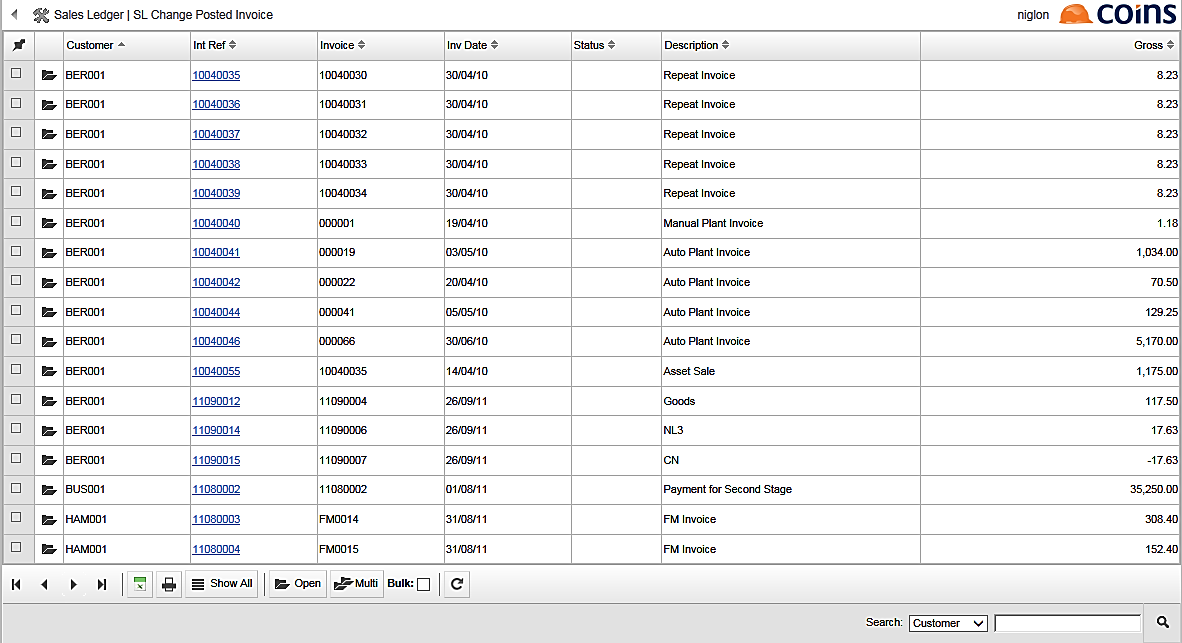 Sales Ledger | SL Change Posted Invoice niglon coins
Customer Int Ref Invoice Inv Date Status Description Gross
BER001 10040035 10040030 30/04/10 Repeat Invoice 8.23
BER001 10040036 10040031 30/04/10 Repeat Invoice 8.23
BER001 10040037 10040032 30/04/10 Repeat Invoice 8.23
BER001 10040038 10040033 30/04/10 Repeat Invoice 8.23
BER001 10040039 10040034 30/04/10 Repeat Invoice 8.23
BER001 10040040 000001 19/04/10 Manual Plant Invoice 1.18
BER001 10040041 000019 03/05/10 Auto Plant Invoice 1,034.00
BER001 10040042 000022 20/04/10 Auto Plant Invoice 70.50
BER001 10040044 000041 05/05/10 Auto Plant Invoice 129.25
BER001 10040046 000066 30/06/10 Auto Plant Invoice 5,170.00
BER001 10040055 10040035 14/04/10 Asset Sale 1,175.00
BER001 11090012 11090004 26/09/11 Goods 117.50
BER001 11090014 11090006 26/09/11 NL3 17.63
BER001 11090015 11090007 26/09/11 CN -17.63
BUS001 11080002 11080002 01/08/11 Payment for Second Stage 35,250.00
HAM001 11080003 FM0014 31/08/11 FM Invoice 308.40
HAM001 11080004 FM0015 31/08/11 FM Invoice 152.40
Show All Open Multi Bulk:
Search: Customer